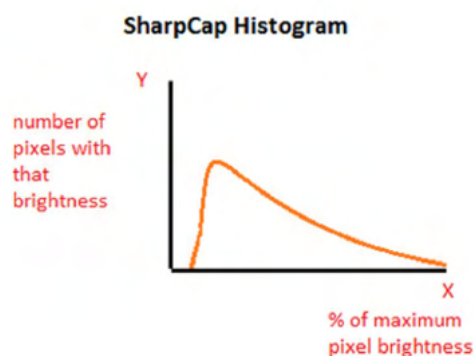 SharpCap Histogram
Y
number of
pixels with
that
brightness
X
% of maximum
pixel brightness